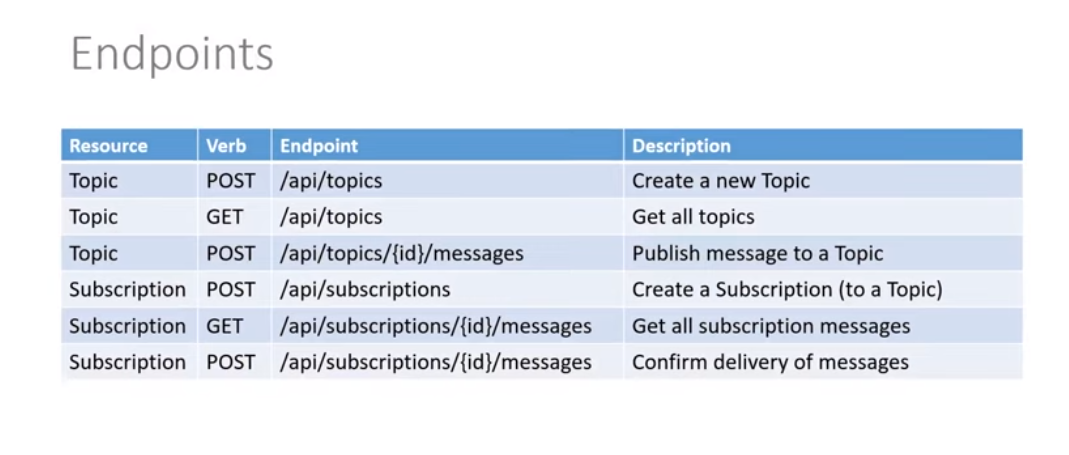 Endpoints
Resource Verb Endpoint Description
Topic POST /api/topics Create a new Topic
Topic GET /api/topics Get all topics
Topic POST /api/topics/{id}/messages Publish message to a Topic
Subscription POST /api/subscriptions Create a Subscription (to a Topic)
Subscription GET /api/subscriptions/{id}/messages Get all subscription messages
Subscription POST /api/subscriptions/{id}/messages Confirm delivery of messages